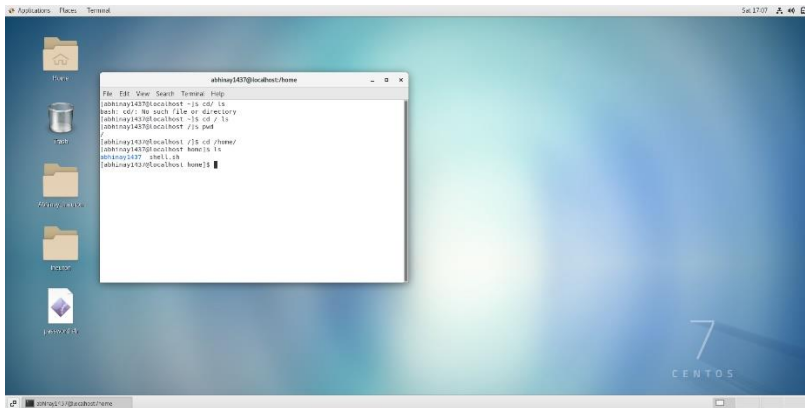 Applications Places Terminal
Sat 17:07
Home
Trash
abhinay1437@localhost:/home
File Edit View Search Terminal Help
[abhinay1437@localhost ~]$ cd/ ls
bash: cd/: No such file or directory
[abhinay1437@localhost ~]$ cd / ls
[abhinay1437@localhost /]$ pwd
/
[abhinay1437@localhost /]$ cd /home/
[abhinay1437@localhost home]$ ls
abhinay1437 shell.sh
[abhinay1437@localhost home]$
7
CENTOS
abhinay1437@localhost:/home